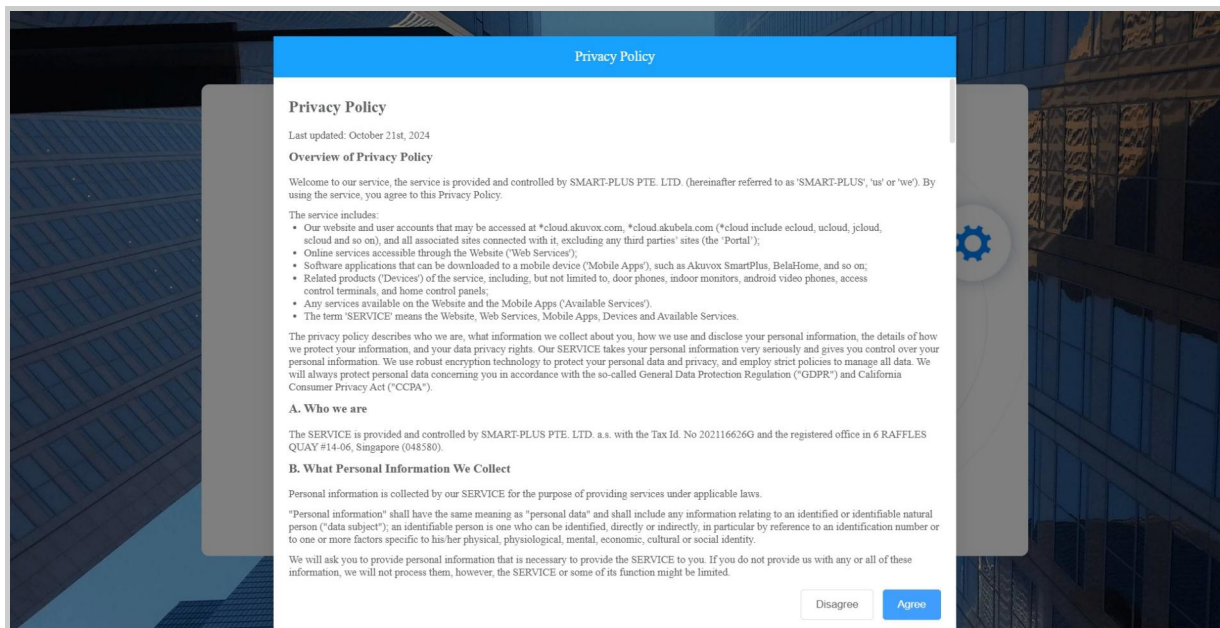 Privacy Policy
Privacy Policy
Last updated: October 21st, 2024
Overview of Privacy Policy
Welcome to our service, the service is provided and controlled by SMART-PLUS PTE. LTD. (hereinafter referred to as 'SMART-PLUS', 'us' or 'we'). By
using the service, you agree to this Privacy Policy.
The service includes:
• Our website and user accounts that may be accessed at *cloud.akuvox.com, *cloud.akubela.com (*cloud include ecloud, ucloud, jcloud,
scloud and so on), and all associated sites connected with it, excluding any third parties' sites (the 'Portal');
• Online services accessible through the Website ('Web Services');
• Software applications that can be downloaded to a mobile device ('Mobile Apps'), such as Akuvox SmartPlus, BelaHome, and so on;
• Related products ('Devices') of the service, including, but not limited to, door phones, indoor monitors, android video phones, access
control terminals, and home control panels;
• Any services available on the Website and the Mobile Apps ('Available Services').
• The term 'SERVICE' means the Website, Web Services, Mobile Apps, Devices and Available Services.
The privacy policy describes who we are, what information we collect about you, how we use and disclose your personal information, the details of how
we protect your information, and your data privacy rights. Our SERVICE takes your personal information very seriously and gives you control over your
personal information. We use robust encryption technology to protect your personal data and privacy, and employ strict policies to manage all data. We
will always protect personal data concerning you in accordance with the so-called General Data Protection Regulation ("GDPR") and California
Consumer Privacy Act ("CCPA").
A. Who we are
The SERVICE is provided and controlled by SMART-PLUS PTE. LTD. a.s. with the Tax Id. No 202116626G and the registered office in 6 RAFFLES
QUAY #14-06, Singapore (048580).
B. What Personal Information We Collect
Personal information is collected by our SERVICE for the purpose of providing services under applicable laws.
"Personal information" shall have the same meaning as "personal data" and shall include any information relating to an identified or identifiable natural
person ("data subject"); an identifiable person is one who can be identified, directly or indirectly, in particular by reference to an identification number or
to one or more factors specific to his/her physical, physiological, mental, economic, cultural or social identity.
We will ask you to provide personal information that is necessary to provide the SERVICE to you. If you do not provide us with any or all of these
information, we will not process them, however, the SERVICE or some of its function might be limited.
Disagree
Agree